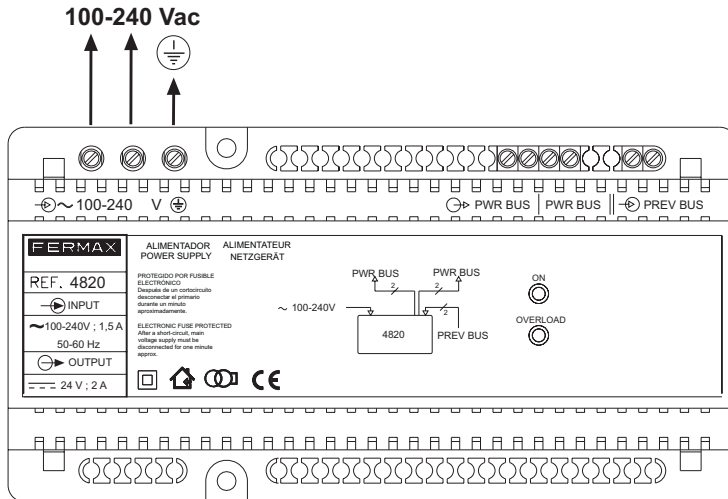 100-240 Vac
~ 100-240 V
PWR BUS PWR BUS PREV BUS
FERMAX
REF. 4820
INPUT
~100-240V ; 1,5 A
50-60 Hz
OUTPUT
24 V ; 2 A
ALIMENTADOR ALIMENTATEUR
POWER SUPPLY NETZGERÄT
PROTEGIDO POR FUSIBLE
ELECTRÓNICO
Después de un cortocircuito
desconectar el primario
durante un minuto
aproximadamente.
ELECTRONIC FUSE PROTECTED
After a short-circuit, main
voltage supply must be
disconnected for one minute
approx.
CE
PWR BUS PWR BUS
2 2
~ 100-240V
2
4820 PREV BUS
ON
OVERLOAD